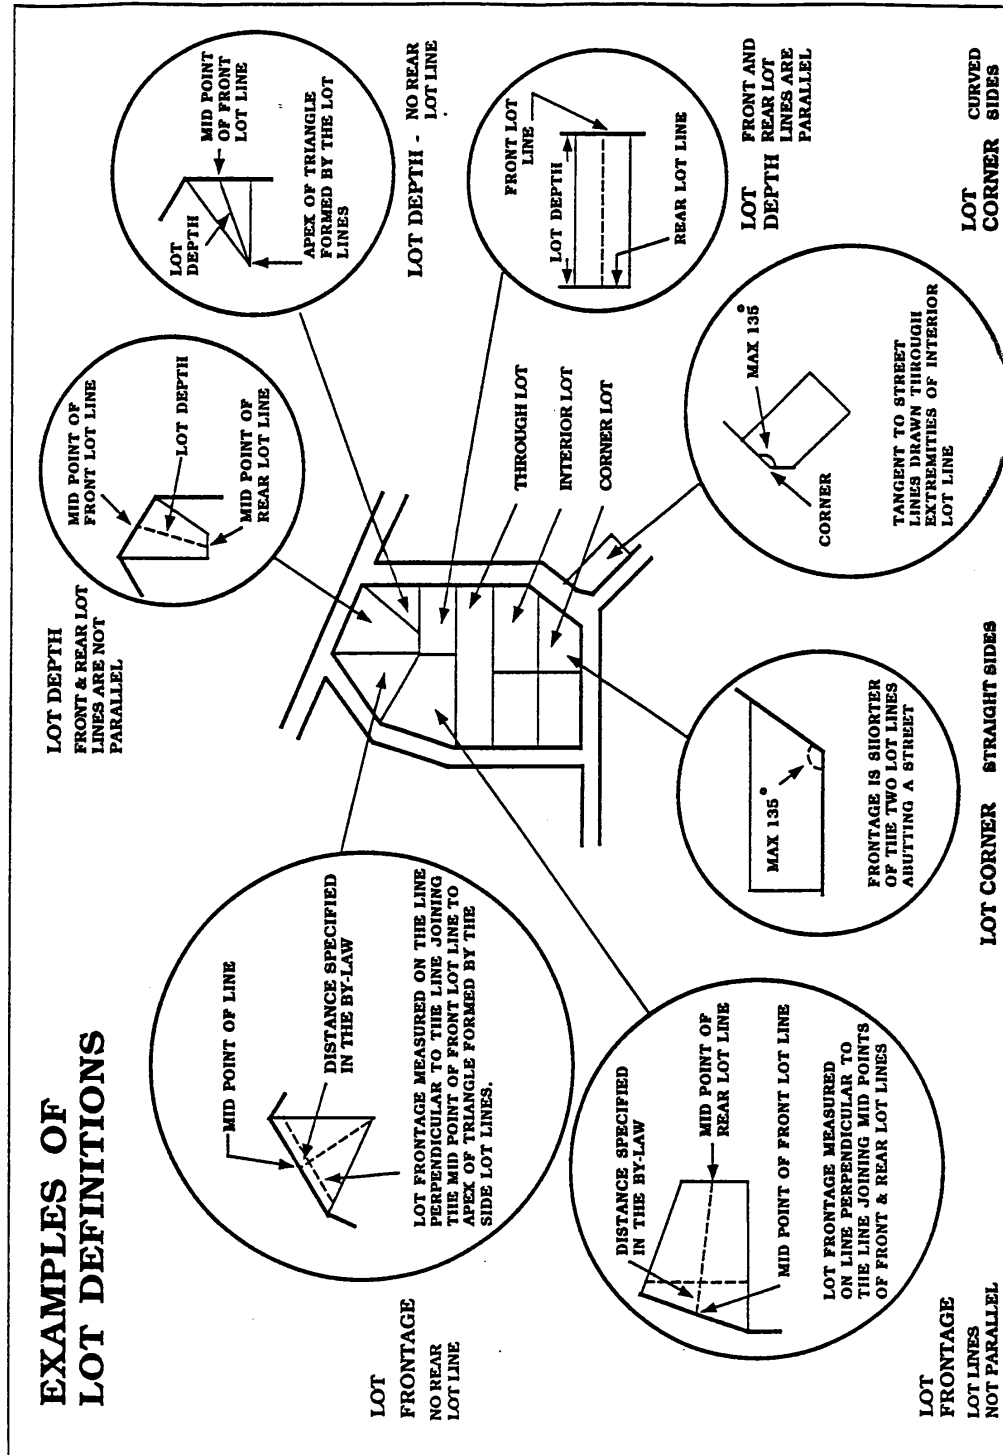 EXAMPLES OF
LOT DEFINITIONS
LOT DEPTH
FRONT & REAR LOT
LINES ARE NOT
PARALLEL
MID POINT OF
FRONT LOT LINE
LOT DEPTH
MID POINT OF
REAR LOT LINE
LOT
DEPTH
MID POINT
OF FRONT
LOT LINE
APEX OF TRIANGLE
FORMED BY THE LOT
LINES
LOT DEPTH - NO REAR
LOT LINE
MID POINT OF LINE
DISTANCE SPECIFIED
IN THE BY-LAW
LOT FRONTAGE MEASURED ON THE LINE
PERPENDICULAR TO THE LINE JOINING
THE MID POINT OF FRONT LOT LINE TO
APEX OF TRIANGLE FORMED BY THE
SIDE LOT LINES.
LOT
FRONTAGE
NO REAR
LOT LINE
THROUGH LOT
INTERIOR LOT
CORNER LOT
FRONT LOT
LINE
LOT DEPTH
REAR LOT LINE
LOT
DEPTH
FRONT AND
REAR LOT
LINES ARE
PARALLEL
DISTANCE SPECIFIED
IN THE BY-LAW
MID POINT OF
REAR LOT LINE
MID POINT OF FRONT LOT LINE
LOT FRONTAGE MEASURED
ON LINE PERPENDICULAR TO
THE LINE JOINING MID POINTS
OF FRONT & REAR LOT LINES
LOT
FRONTAGE
LOT LINES
NOT PARALLEL
MAX 135°
FRONTAGE IS SHORTER
OF THE TWO LOT LINES
ABUTTING A STREET
LOT CORNER STRAIGHT SIDES
MAX 135°
CORNER
TANGENT TO STREET
LINES DRAWN THROUGH
EXTREMITIES OF INTERIOR
LOT LINE
LOT
CORNER
CURVED
SIDES